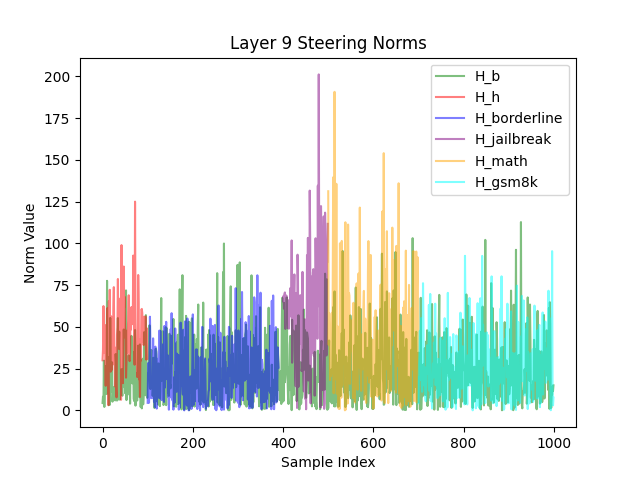 Layer 9 Steering Norms
200
175
150
125
100
75
50
25
0
Norm Value
H_b
H_h
H_borderline
H_jailbreak
H_math
H_gsm8k
0
200
400
600
800
1000
Sample Index